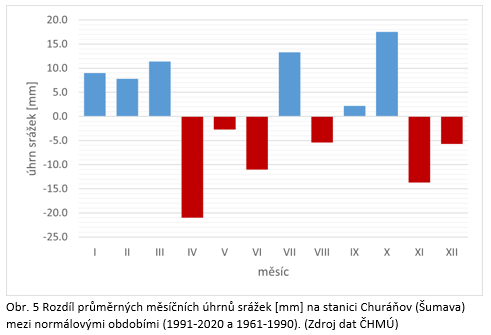 20.0
15.0
10.0
5.0
0.0
-5.0
-10.0
-15.0
-20.0
-25.0
úhrn srážek [mm]
I II III IV V VI VII VIII IX X XI XII
měsíc
Obr. 5 Rozdíl průměrných měsíčních úhrnů srážek [mm] na stanici Churáňov (Šumava)
mezi normálovými obdobími (1991-2020 a 1961-1990). (Zdroj dat ČHMÚ)